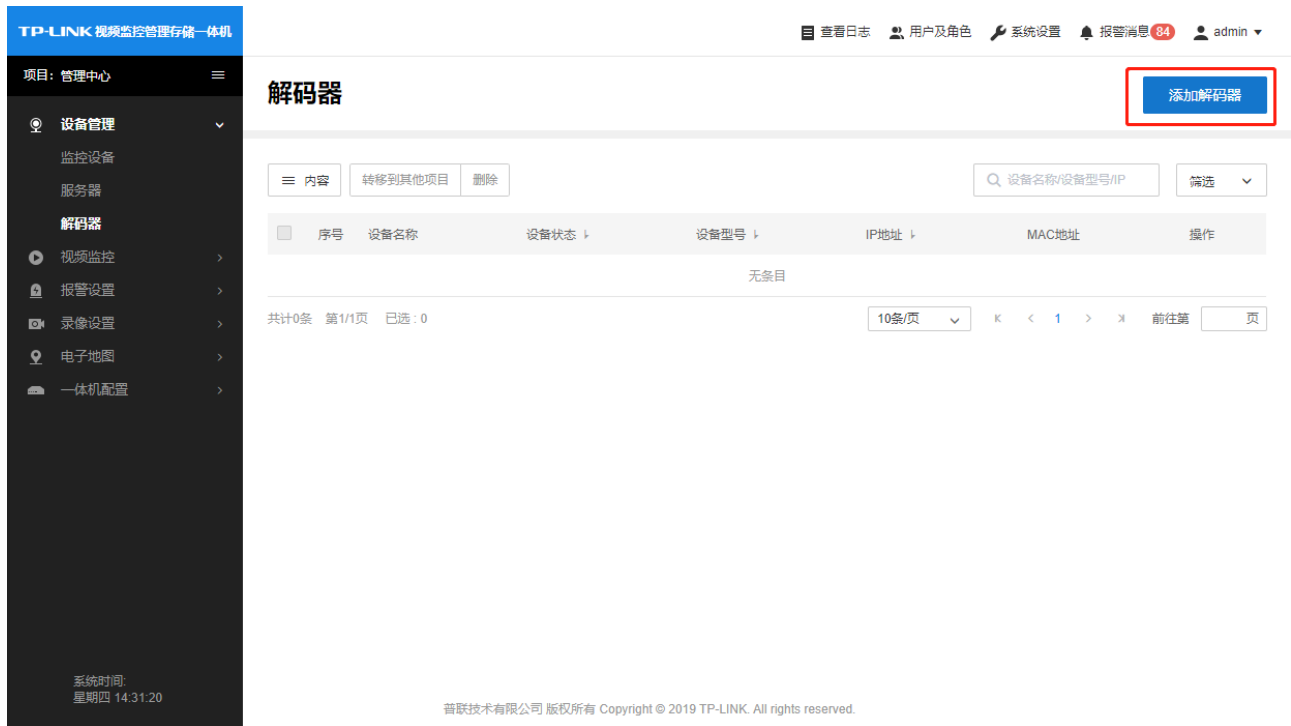 TP-LINK 视频监控管理存储一体机
查看日志 用户及角色 系统设置 报警消息 84 admin
项目：管理中心
解码器
添加解码器
设备管理
监控设备
服务器
解码器
视频监控
报警设置
录像设置
电子地图
一体机配置
内容 转移到其他项目 删除 设备名称/设备型号/IP 筛选
序号 设备名称 设备状态 设备型号 IP地址 MAC地址 操作
无条目
共计0条 第1/1页 已选 : 0 10条/页 1 前往第 页
系统时间:
星期四 14:31:20
普联技术有限公司 版权所有 Copyright © 2019 TP-LINK. All rights reserved.